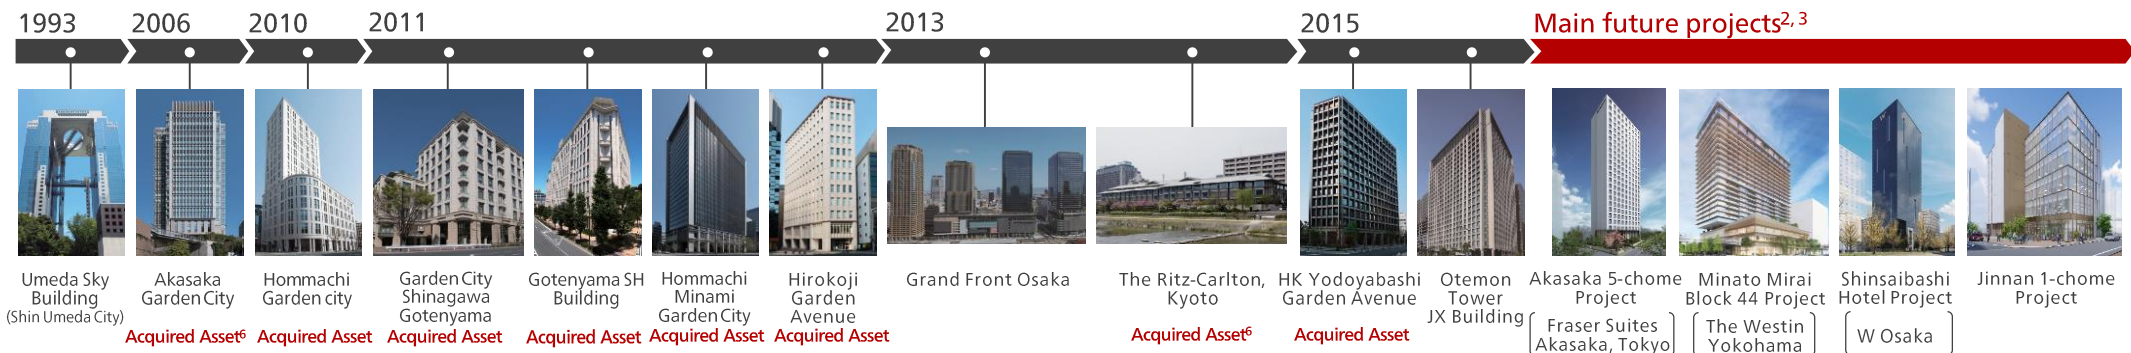 1993
2006
2010
2011
2013
2015
Main future projects2, 3
Umeda Sky
Building
(Shin Umeda City)
Akasaka
Garden City
Acquired Asset6
Hommachi
Garden city
Acquired Asset
Garden City
Shinagawa
Gotenyama
Acquired Asset
Gotenyama SH
Building
Acquired Asset
Hommachi
Minami
Garden City
Acquired Asset
Hirokoji
Garden
Avenue
Acquired Asset
Grand Front Osaka
The Ritz-Carlton,
Kyoto
Acquired Asset6
HK Yodoyabashi
Garden Avenue
Acquired Asset
Otemon
Tower
JX Building
Akasaka 5-chome
Project
Fraser Suites
Akasaka, Tokyo
Minato Mirai
Block 44 Project
The Westin
Yokohama
Shinsaibashi
Hotel Project
W Osaka
Jinnan 1-chome
Project